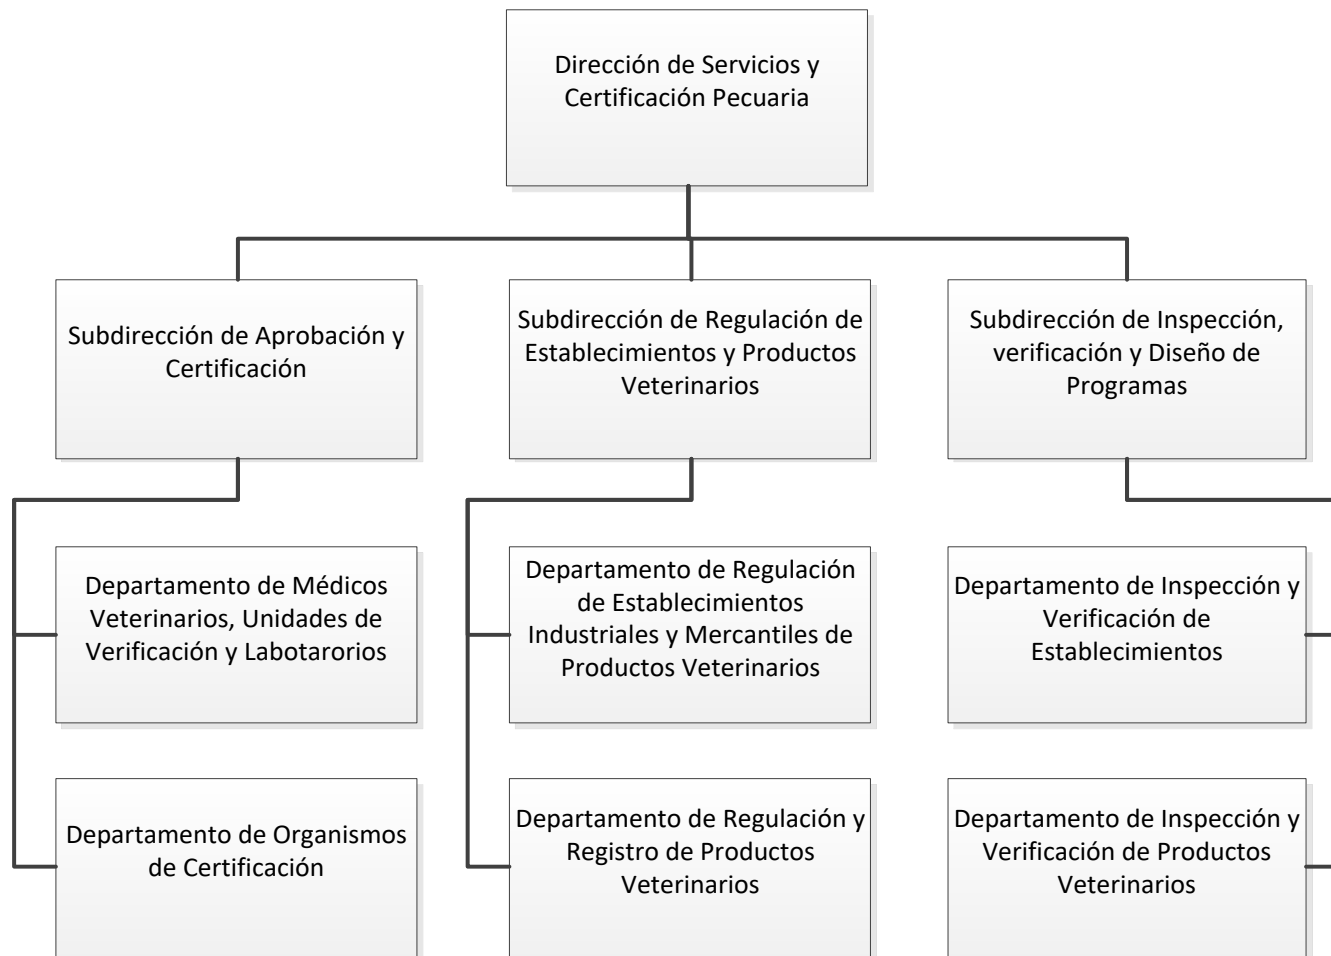 Dirección de Servicios y
Certificación Pecuaria
Subdirección de Aprobación y
Certificación
Subdirección de Regulación de
Establecimientos y Productos
Veterinarios
Subdirección de Inspección,
verificación y Diseño de
Programas
Departamento de Médicos
Veterinarios, Unidades de
Verificación y Labotarorios
Departamento de Regulación
de Establecimientos
Industriales y Mercantiles de
Productos Veterinarios
Departamento de Inspección y
Verificación de
Establecimientos
Departamento de Organismos
de Certificación
Departamento de Regulación y
Registro de Productos
Veterinarios
Departamento de Inspección y
Verificación de Productos
Veterinarios